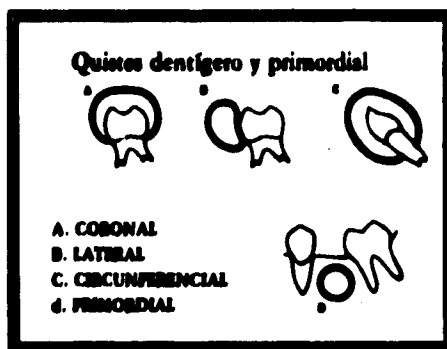 Quistes dentígero y primordial
A B C
A. CORONAL
B. LATERAL
C. CIRCUNFERENCIAL
d. PRIMORDIAL
D